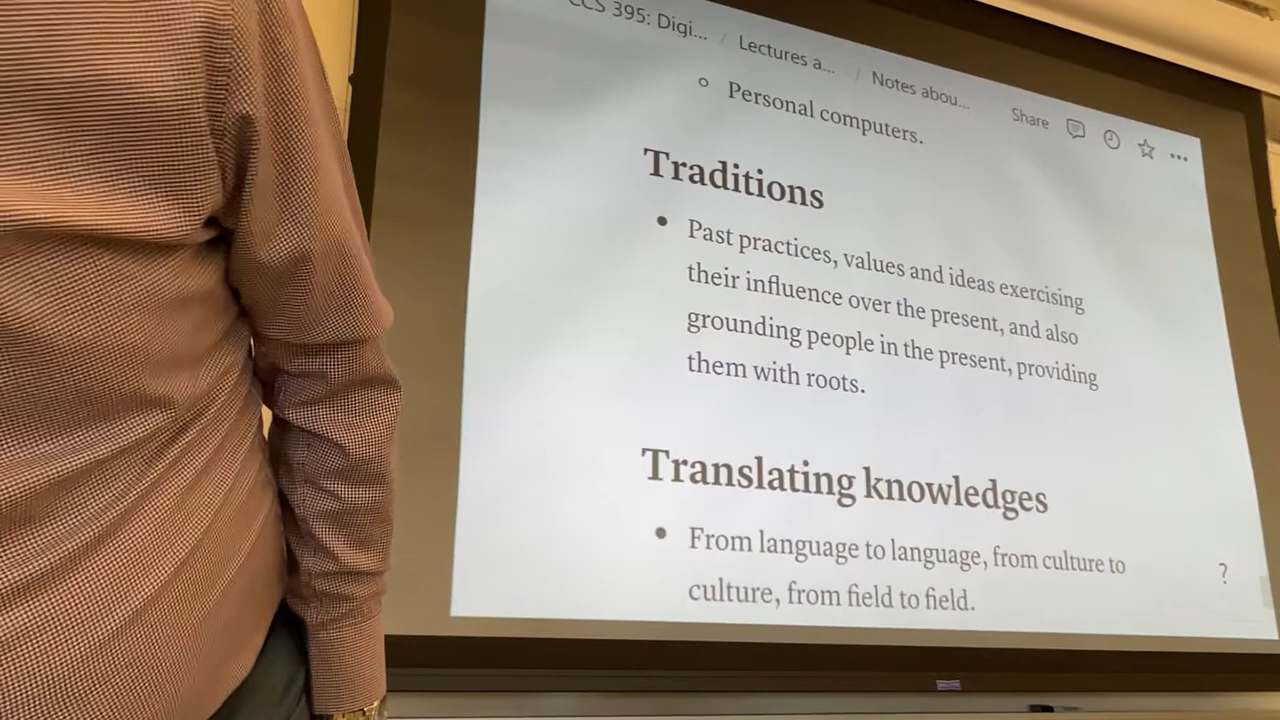 CCS 395: Digi... / Lectures a... / Notes abou...
Share
Personal computers.
Traditions
Past practices, values and ideas exercising
their influence over the present, and also
grounding people in the present, providing
them with roots.
Translating knowledges
From language to language, from culture to
culture, from field to field.
?